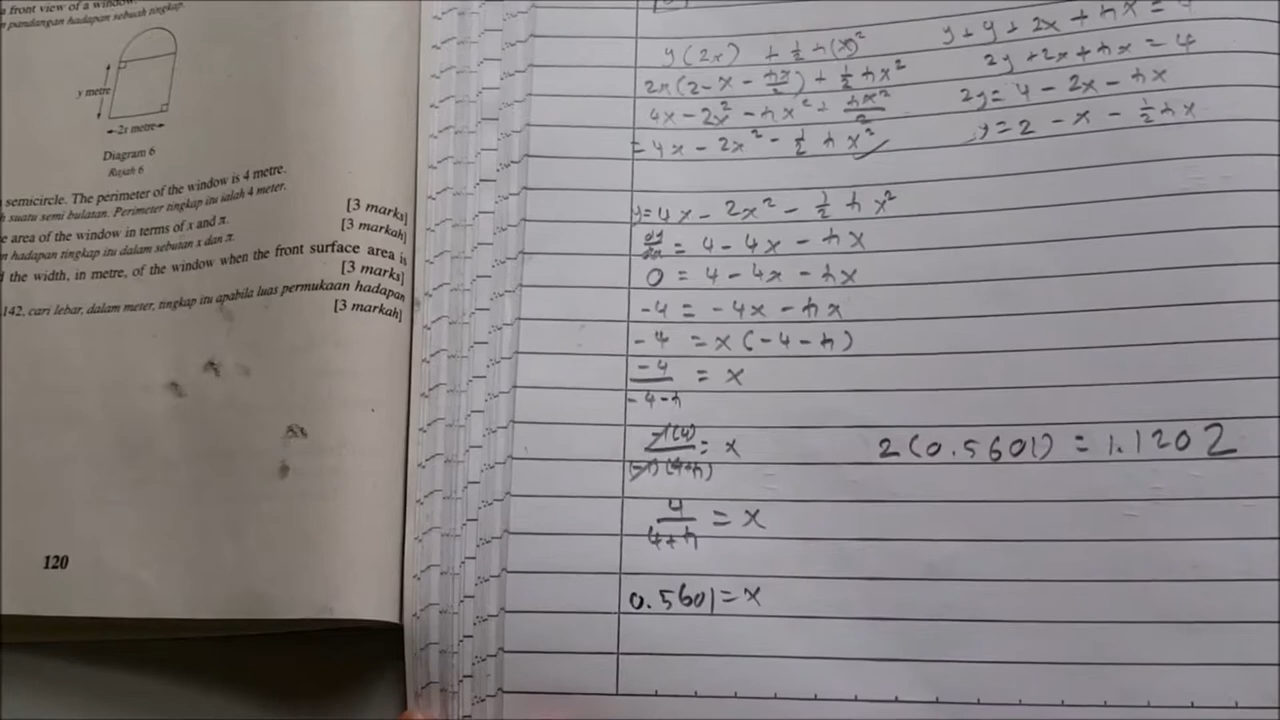 a front view of a window.
n pandangan hadapan sebuah tingkap.
y metre
2x metre
Diagram 6
Rajah 6
semicircle. The perimeter of the window is 4 metre.
h suatu semi bulatan. Perimeter tingkap itu ialah 4 meter.
[3 marks]
e area of the window in terms of x and π.
[3 markah]
n hadapan tingkap itu dalam sebutan x dan π.
d the width, in metre, of the window when the front surface area is
[3 marks]
142, cari lebar, dalam meter, tingkap itu apabila luas permukaan hadapan
[3 markah]
120
y(2x) + ½π(x)²
2x(2 - x - πx/2) + ½πx²
4x - 2x² - πx² + πx²/2
= 4x - 2x² - ½πx²
y + y + 2x + πx = 4
2y + 2x + πx = 4
2y = 4 - 2x - πx
y = 2 - x - ½πx
y = 4x - 2x² - ½πx²
dy/dx = 4 - 4x - πx
0 = 4 - 4x - πx
-4 = -4x - πx
-4 = x(-4 - π)
-4/-4-π = x
-1(4)/(-1)(4+π) = x
4/4+π = x
0.5601 = x
2(0.5601) = 1.1202